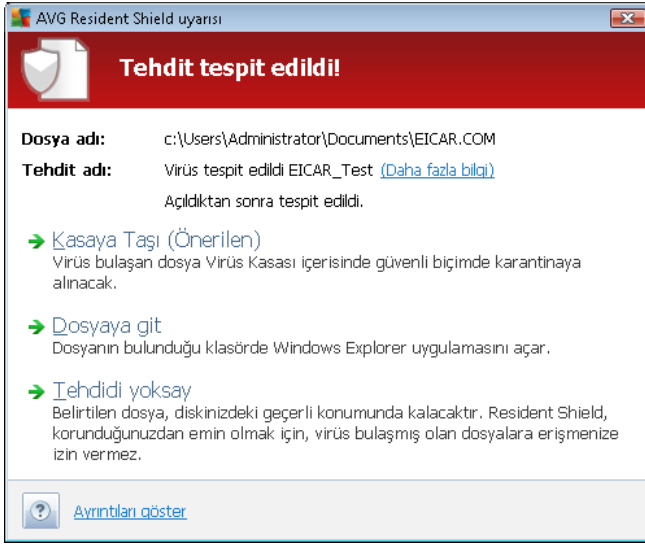 AVG Resident Shield uyarısı
Tehdit tespit edildi!
Dosya adı: c:\Users\Administrator\Documents\EICAR.COM
Tehdit adı: Virüs tespit edildi EICAR_Test (Daha fazla bilgi)
Açıldıktan sonra tespit edildi.
Kasaya Taşı (Önerilen)
Virüs bulaşan dosya Virüs Kasası içerisinde güvenli biçimde karantinaya
alınacak.
Dosyaya git
Dosyanın bulunduğu klasörde Windows Explorer uygulamasını açar.
Tehdidi yoksay
Belirtilen dosya, diskinizdeki geçerli konumunda kalacaktır. Resident Shield,
korunduğunuzdan emin olmak için, virüs bulaşmış olan dosyalara erişmenize
izin vermez.
? Ayrıntıları göster